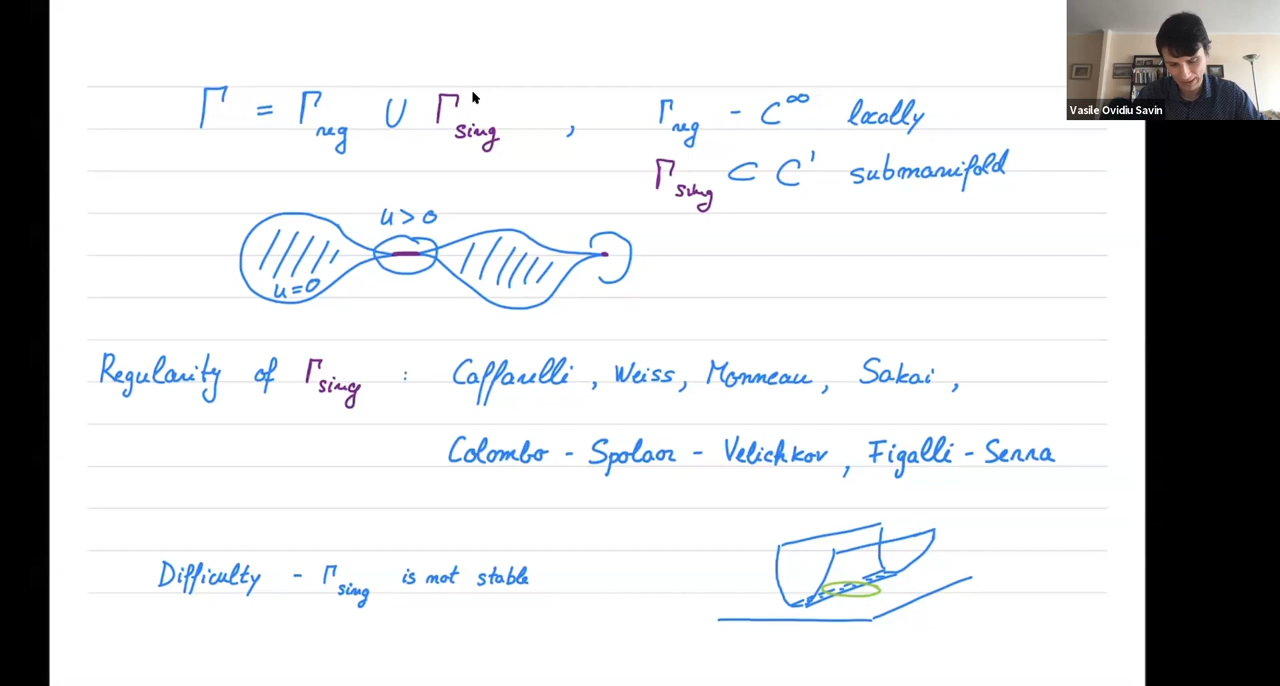 Vasile Ovidiu Savin
Γ = Γ_reg ∪ Γ_sing , Γ_reg - C^∞ locally
Γ_sing ⊂ C^1 submanifold
u > 0
u = 0
Regularity of Γ_sing : Caffarelli, Weiss, Monneau, Sakai,
Colombo - Spolaor - Velichkov, Figalli - Serra
Difficulty - Γ_sing is not stable